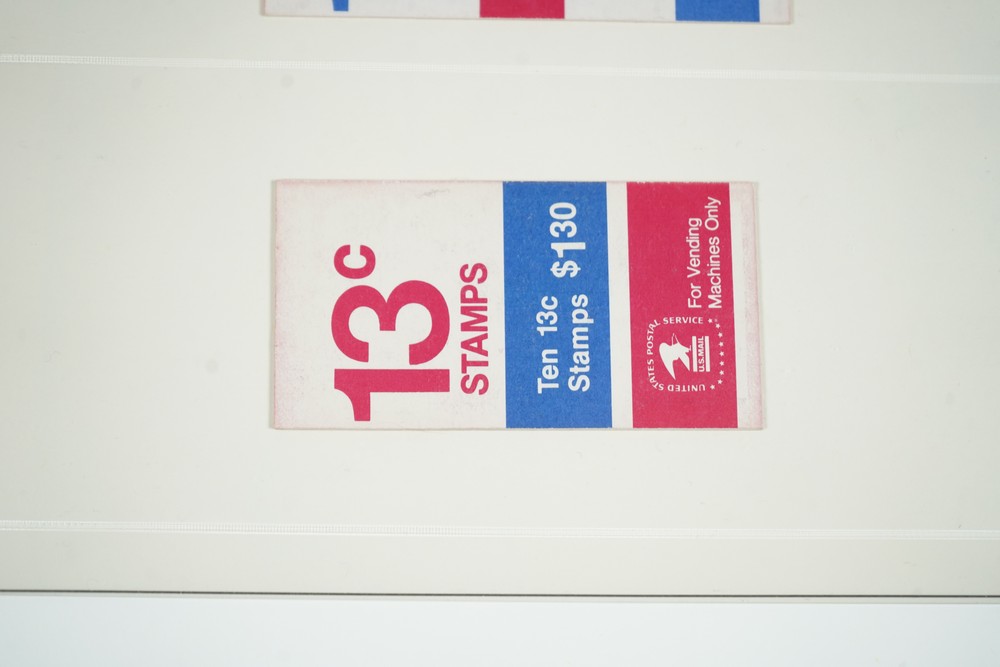 13c
STAMPS
Ten 13c
Stamps $130
UNITED STATES POSTAL SERVICE
U.S.MAIL
For Vending
Machines Only